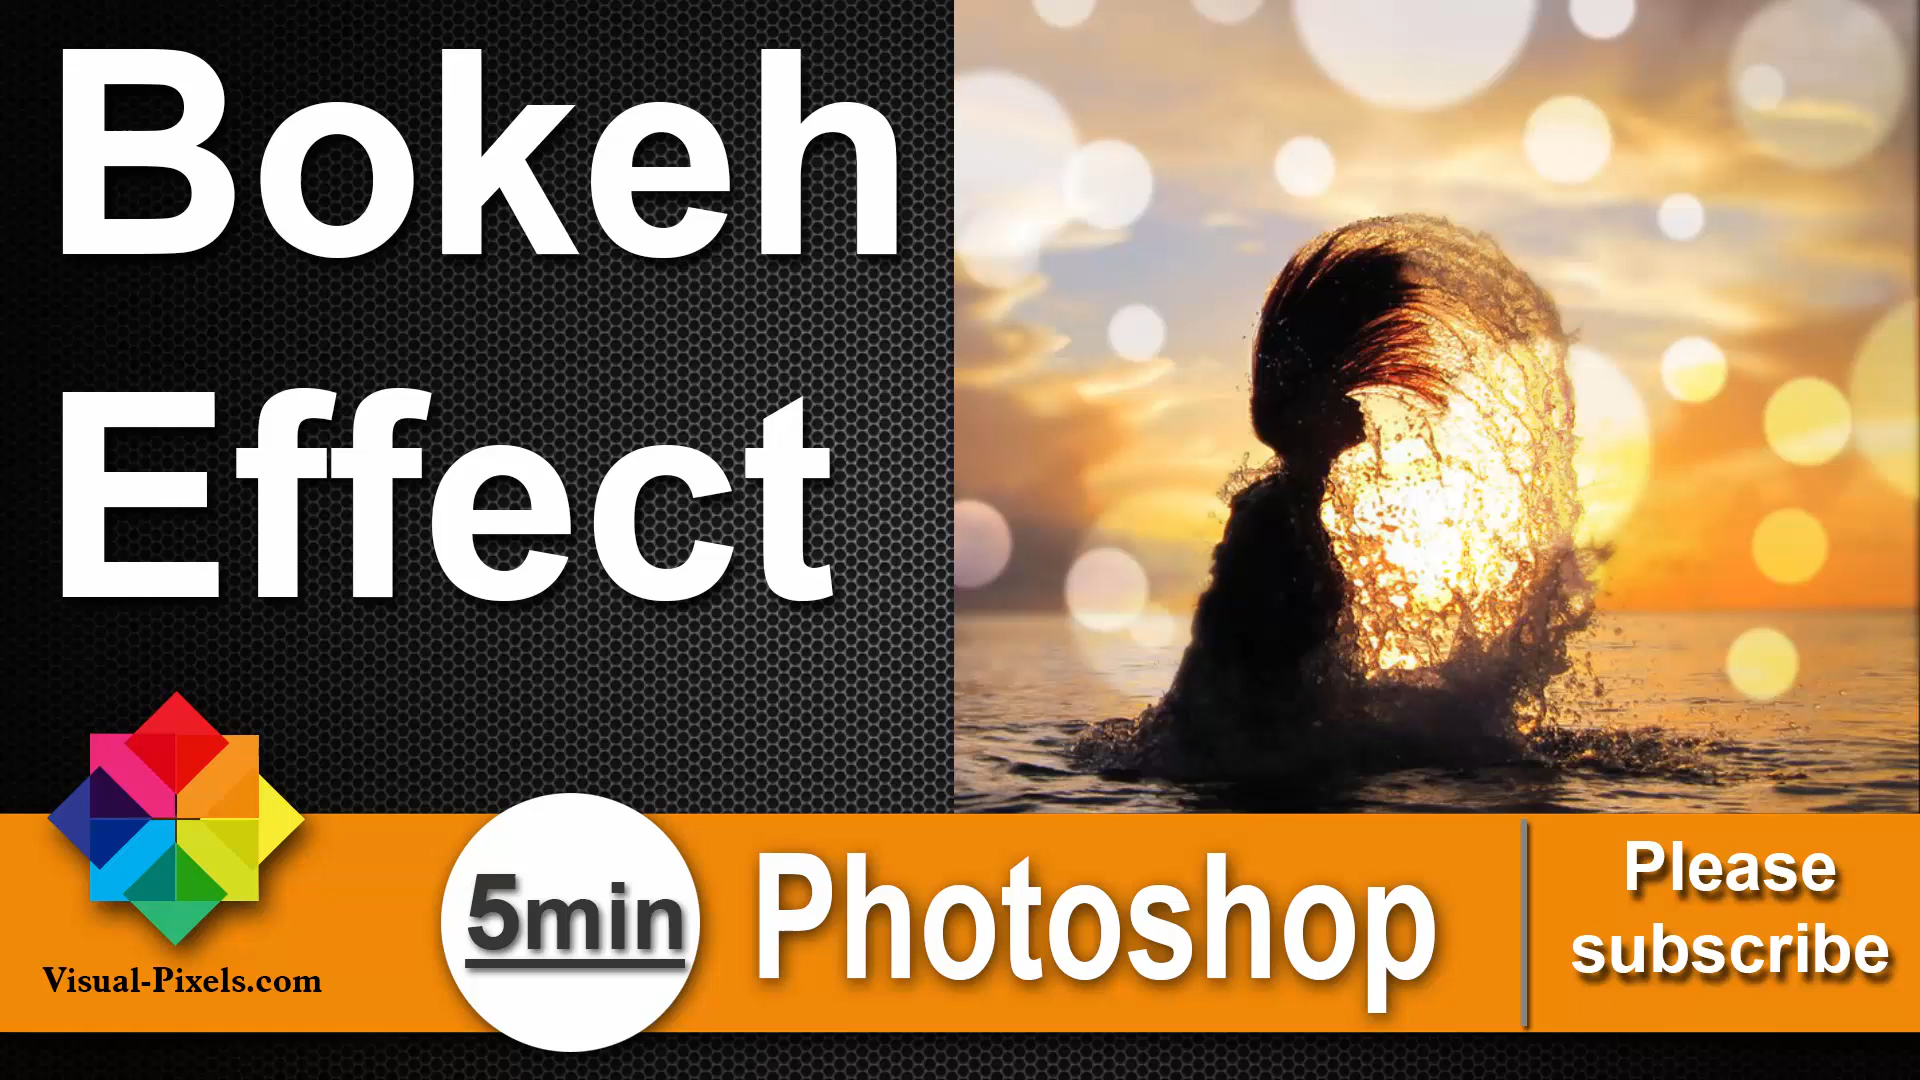 Bokeh
Effect
Visual-Pixels.com
5min
Photoshop
Please
subscribe